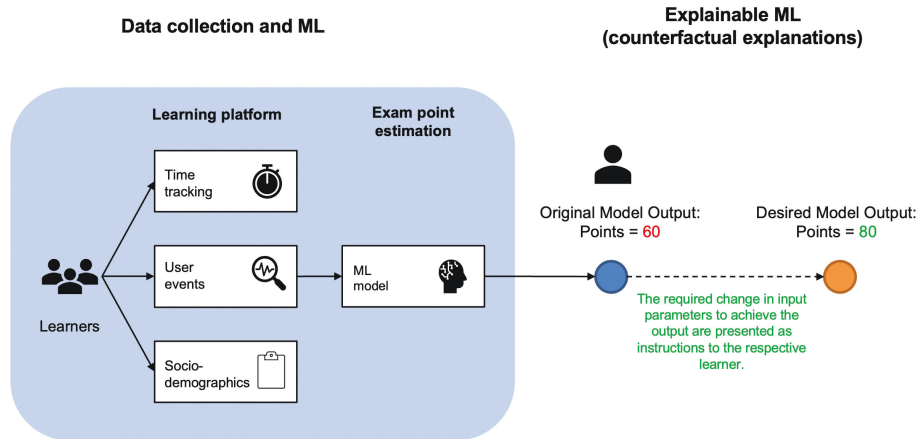 Data collection and ML
Explainable ML
(counterfactual explanations)
Learning platform
Exam point
estimation
Time
tracking
User
events
Socio-
demographics
Learners
ML
model
Original Model Output:
Points = 60
Desired Model Output:
Points = 80
The required change in input
parameters to achieve the
output are presented as
instructions to the respective
learner.